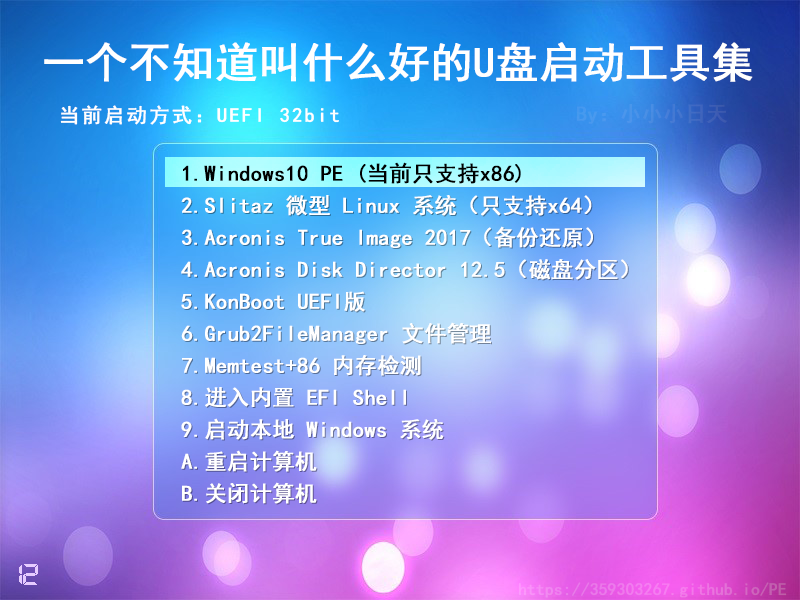 一个不知道叫什么好的U盘启动工具集
当前启动方式：UEFI 32bit
By：小小小日天
1.Windows10 PE (当前只支持x86)
2.Slitaz 微型 Linux 系统（只支持x64）
3.Acronis True Image 2017（备份还原）
4.Acronis Disk Director 12.5（磁盘分区）
5.KonBoot UEFI版
6.Grub2FileManager 文件管理
7.Memtest+86 内存检测
8.进入内置 EFI Shell
9.启动本地 Windows 系统
A.重启计算机
B.关闭计算机
12
https://359303267.github.io/PE